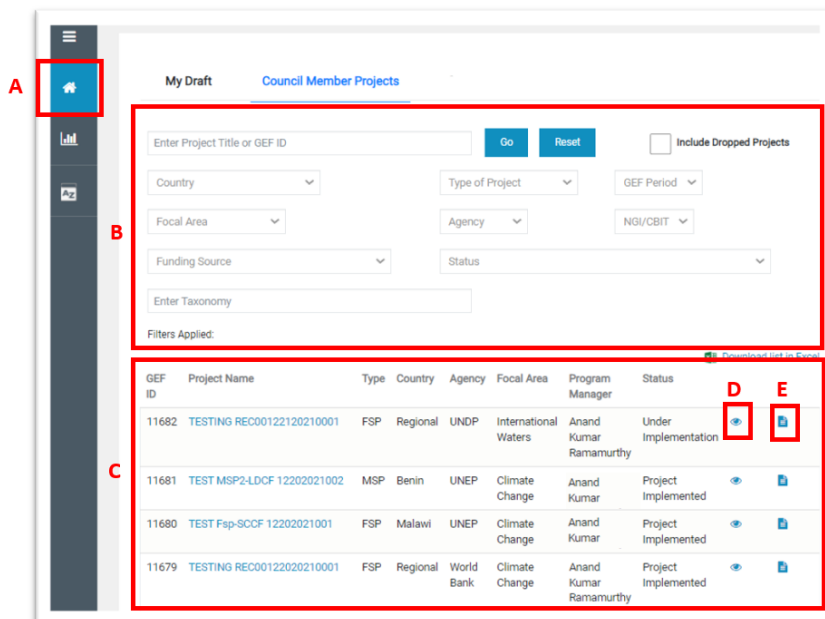 A
My Draft Council Member Projects
Enter Project Title or GEF ID Go Reset Include Dropped Projects
Country Type of Project GEF Period
Focal Area Agency NGI/CBIT
B
Funding Source Status
Enter Taxonomy
Filters Applied:
Download list in Excel
GEF ID Project Name Type Country Agency Focal Area Program Manager Status D E
11682 TESTING REC00122120210001 FSP Regional UNDP International Waters Anand Kumar Ramamurthy Under Implementation
C
11681 TEST MSP2-LDCF 12202021002 MSP Benin UNEP Climate Change Anand Kumar Project Implemented
11680 TEST Fsp-SCCF 12202021001 FSP Malawi UNEP Climate Change Anand Kumar Project Implemented
11679 TESTING REC00122020210001 FSP Regional World Bank Climate Change Anand Kumar Ramamurthy Project Implemented